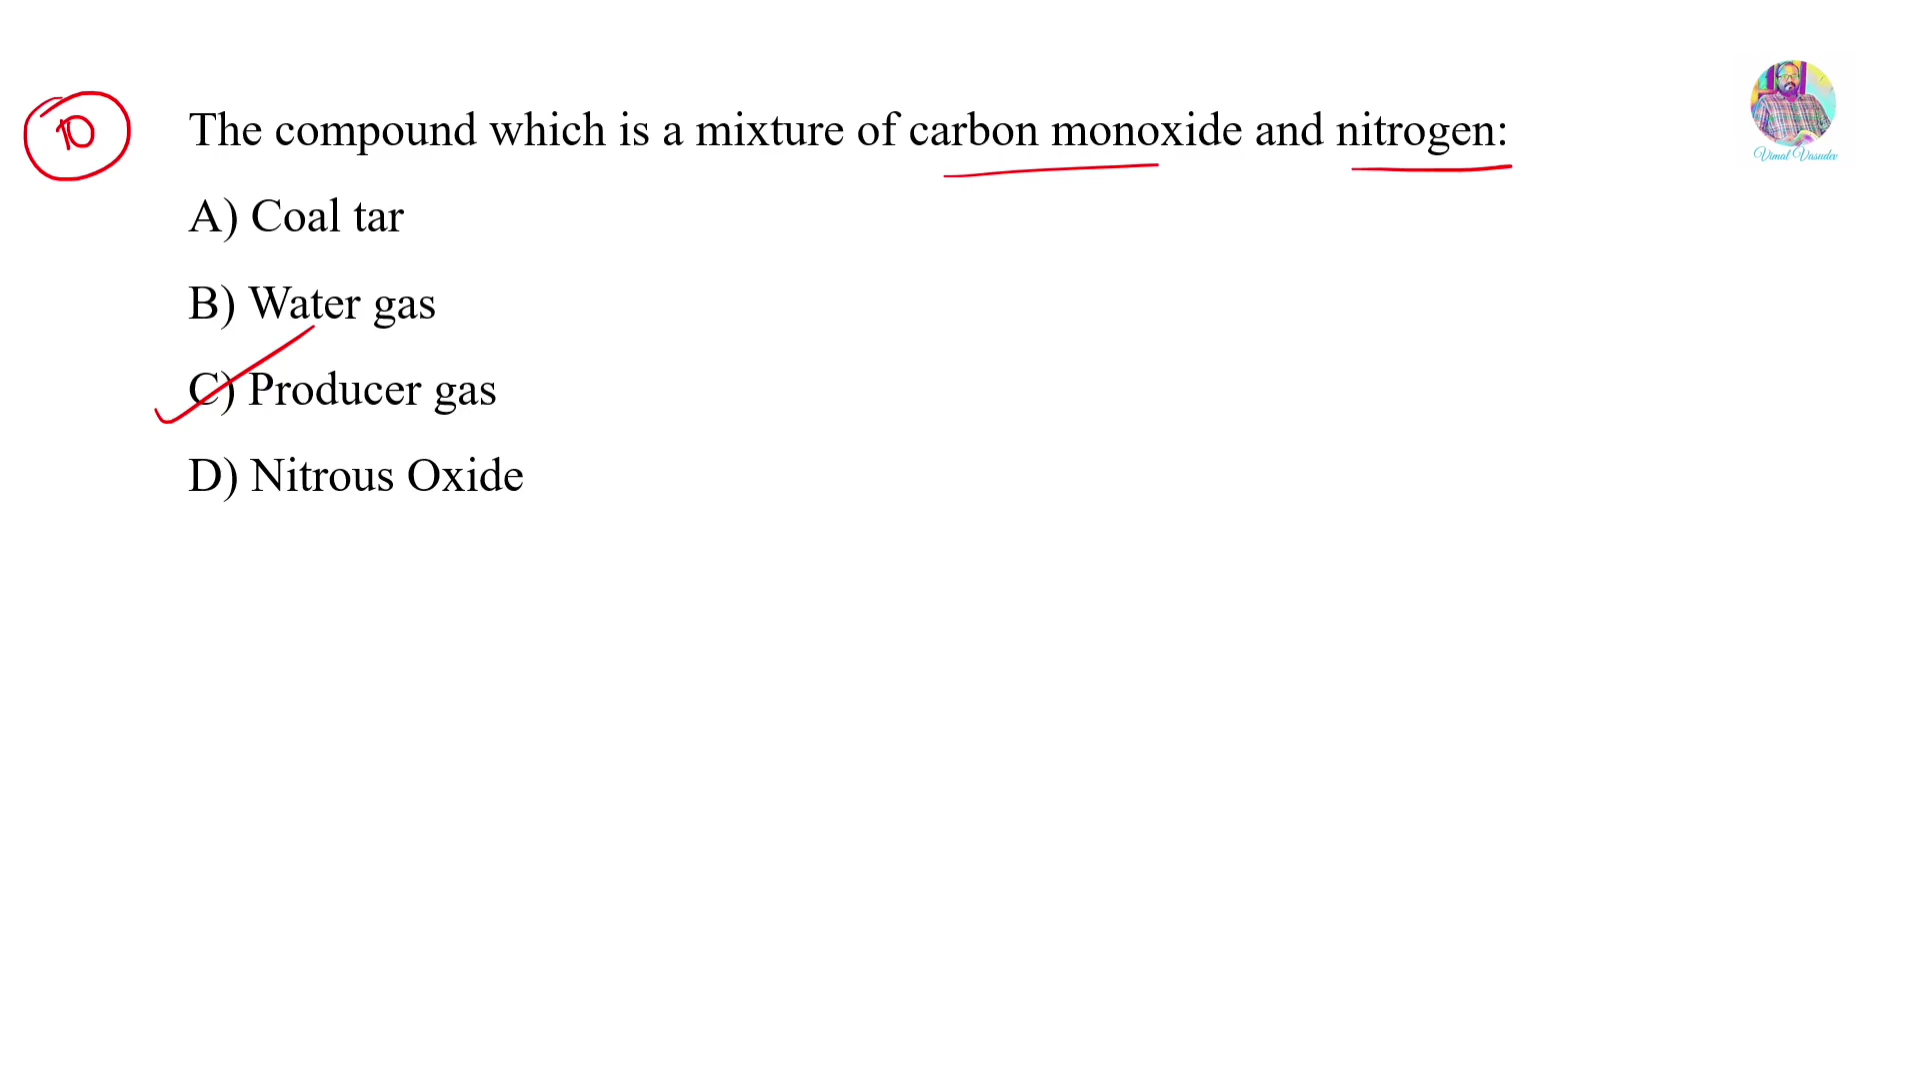 10
The compound which is a mixture of carbon monoxide and nitrogen:
A) Coal tar
B) Water gas
C) Producer gas
D) Nitrous Oxide
Vimal Vasudev